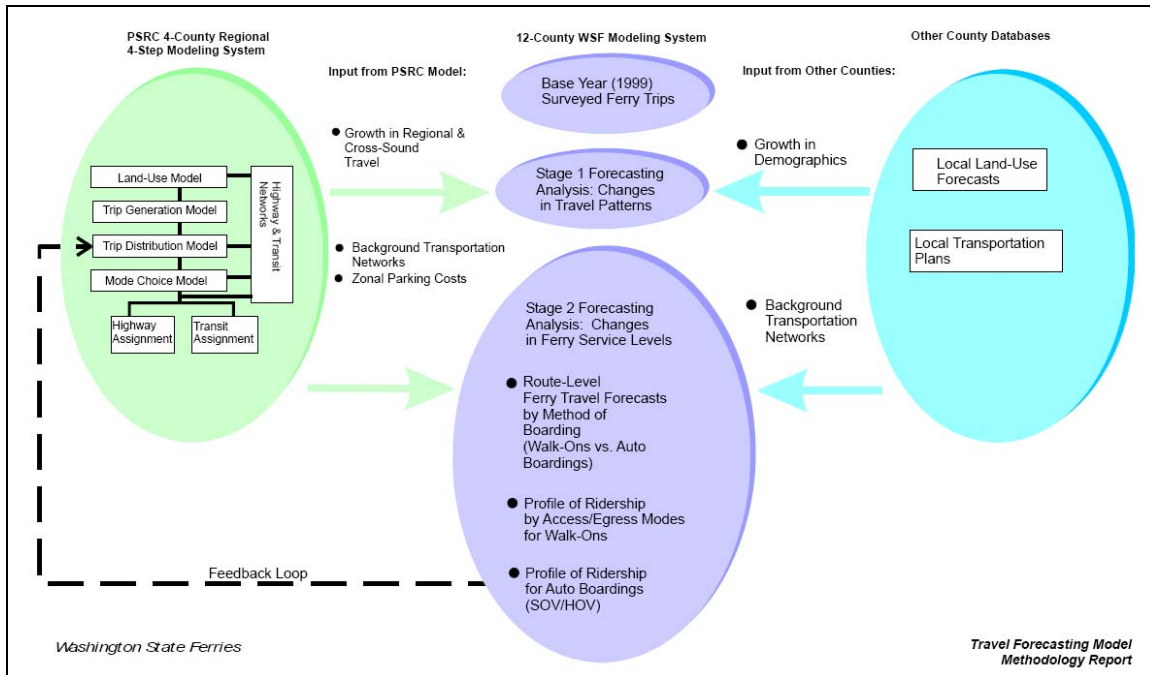 PSRC 4-County Regional
4-Step Modeling System
12-County WSF Modeling System
Other County Databases
Input from PSRC Model:
Input from Other Counties:
Base Year (1999)
Surveyed Ferry Trips
● Growth in Regional &
Cross-Sound
Travel
● Growth in
Demographics
Stage 1 Forecasting
Analysis: Changes
in Travel Patterns
Land-Use Model
Trip Generation Model
Trip Distribution Model
Mode Choice Model
Highway & Transit
Networks
Highway
Assignment
Transit
Assignment
● Background Transportation
Networks
● Zonal Parking Costs
Local Land-Use
Forecasts
Local Transportation
Plans
● Background
Transportation
Networks
Stage 2 Forecasting
Analysis: Changes
in Ferry Service Levels
● Route-Level
Ferry Travel Forecasts
by Method of
Boarding
(Walk-Ons vs. Auto
Boardings)
● Profile of Ridership
by Access/Egress Modes
for Walk-Ons
● Profile of Ridership
for Auto Boardings
(SOV/HOV)
Feedback Loop
Washington State Ferries
Travel Forecasting Model
Methodology Report